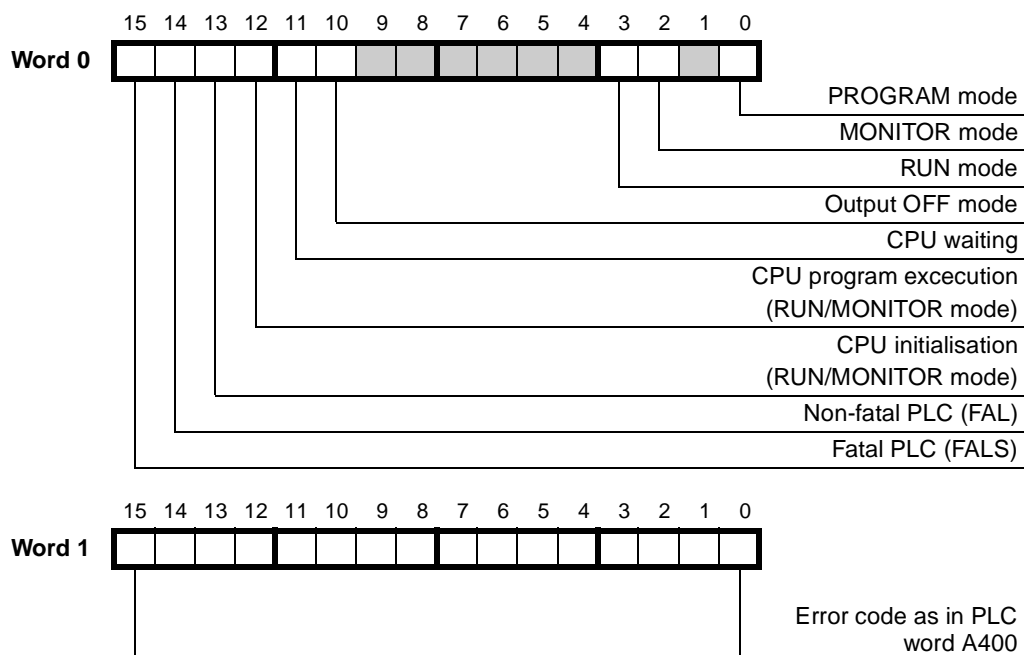 15 14 13 12 11 10 9 8 7 6 5 4 3 2 1 0
Word 0
PROGRAM mode
MONITOR mode
RUN mode
Output OFF mode
CPU waiting
CPU program excecution
(RUN/MONITOR mode)
CPU initialisation
(RUN/MONITOR mode)
Non-fatal PLC (FAL)
Fatal PLC (FALS)
15 14 13 12 11 10 9 8 7 6 5 4 3 2 1 0
Word 1
Error code as in PLC
word A400